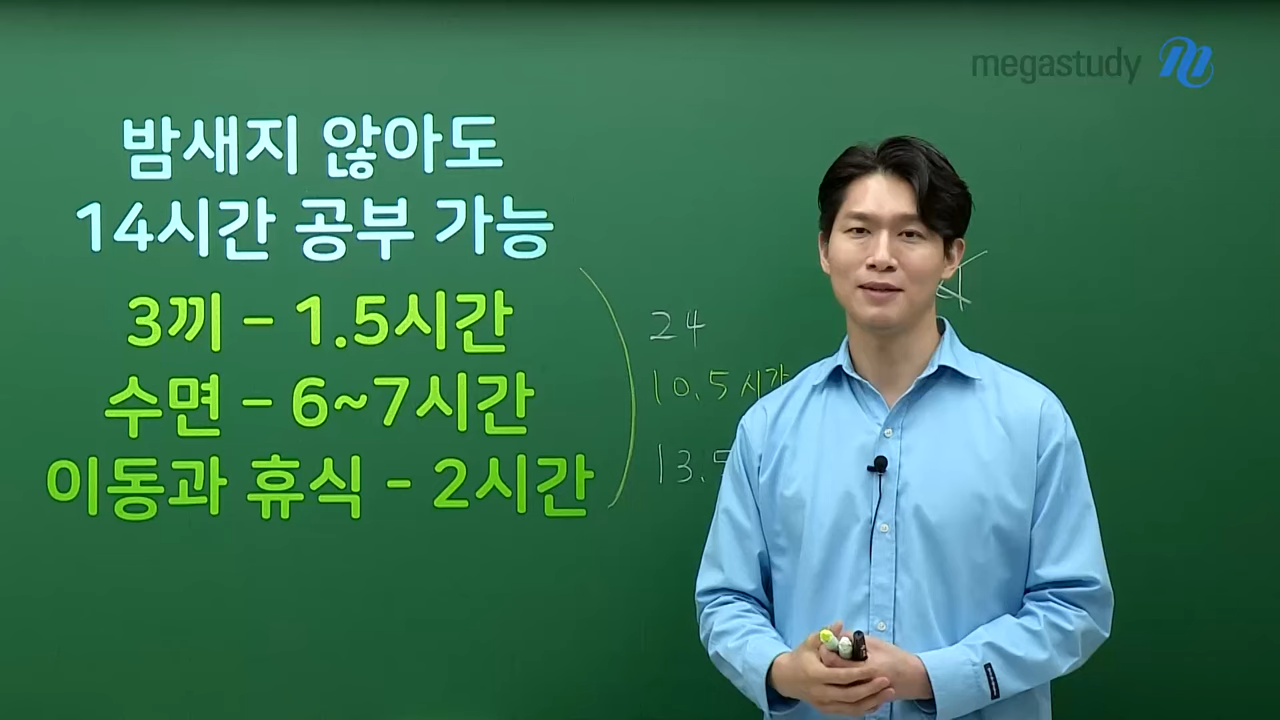 megastudy
밤새지 않아도
14시간 공부 가능
3끼 - 1.5시간
수면 - 6~7시간
이동과 휴식 - 2시간
24
10.5시간
13.5